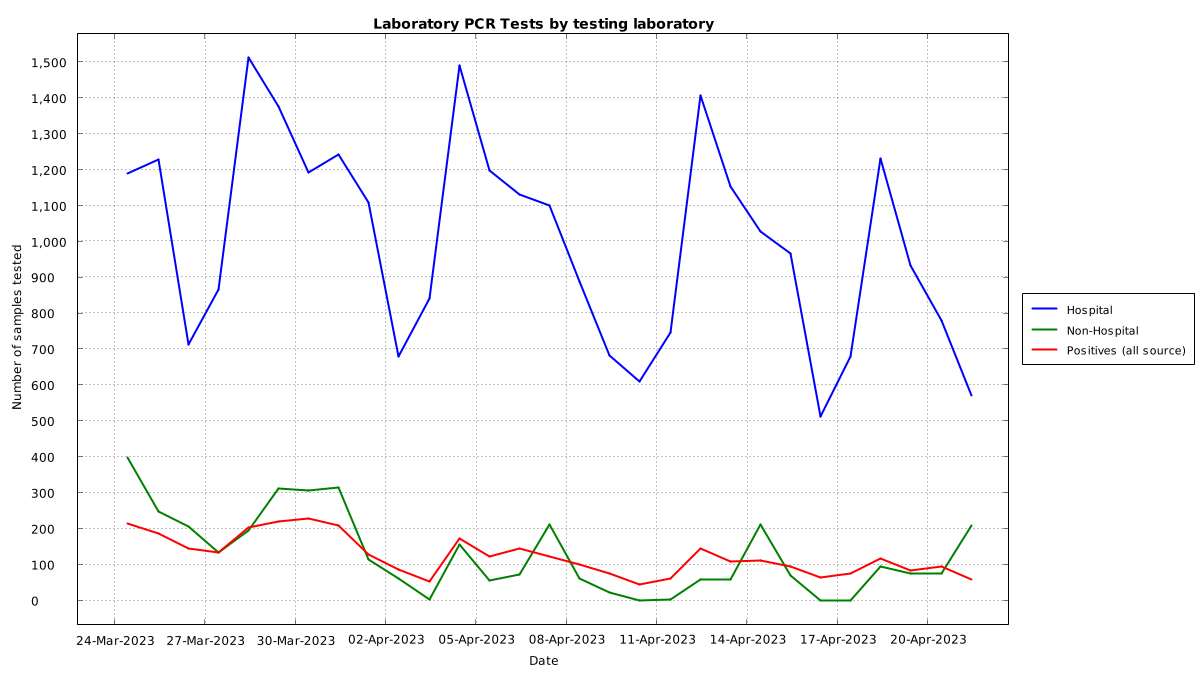 Laboratory PCR Tests by testing laboratory
Number of samples tested
1,500
1,400
1,300
1,200
1,100
1,000
900
800
700
600
500
400
300
200
100
0
24-Mar-2023 27-Mar-2023 30-Mar-2023 02-Apr-2023 05-Apr-2023 08-Apr-2023 11-Apr-2023 14-Apr-2023 17-Apr-2023 20-Apr-2023
Date
Hospital
Non-Hospital
Positives (all source)